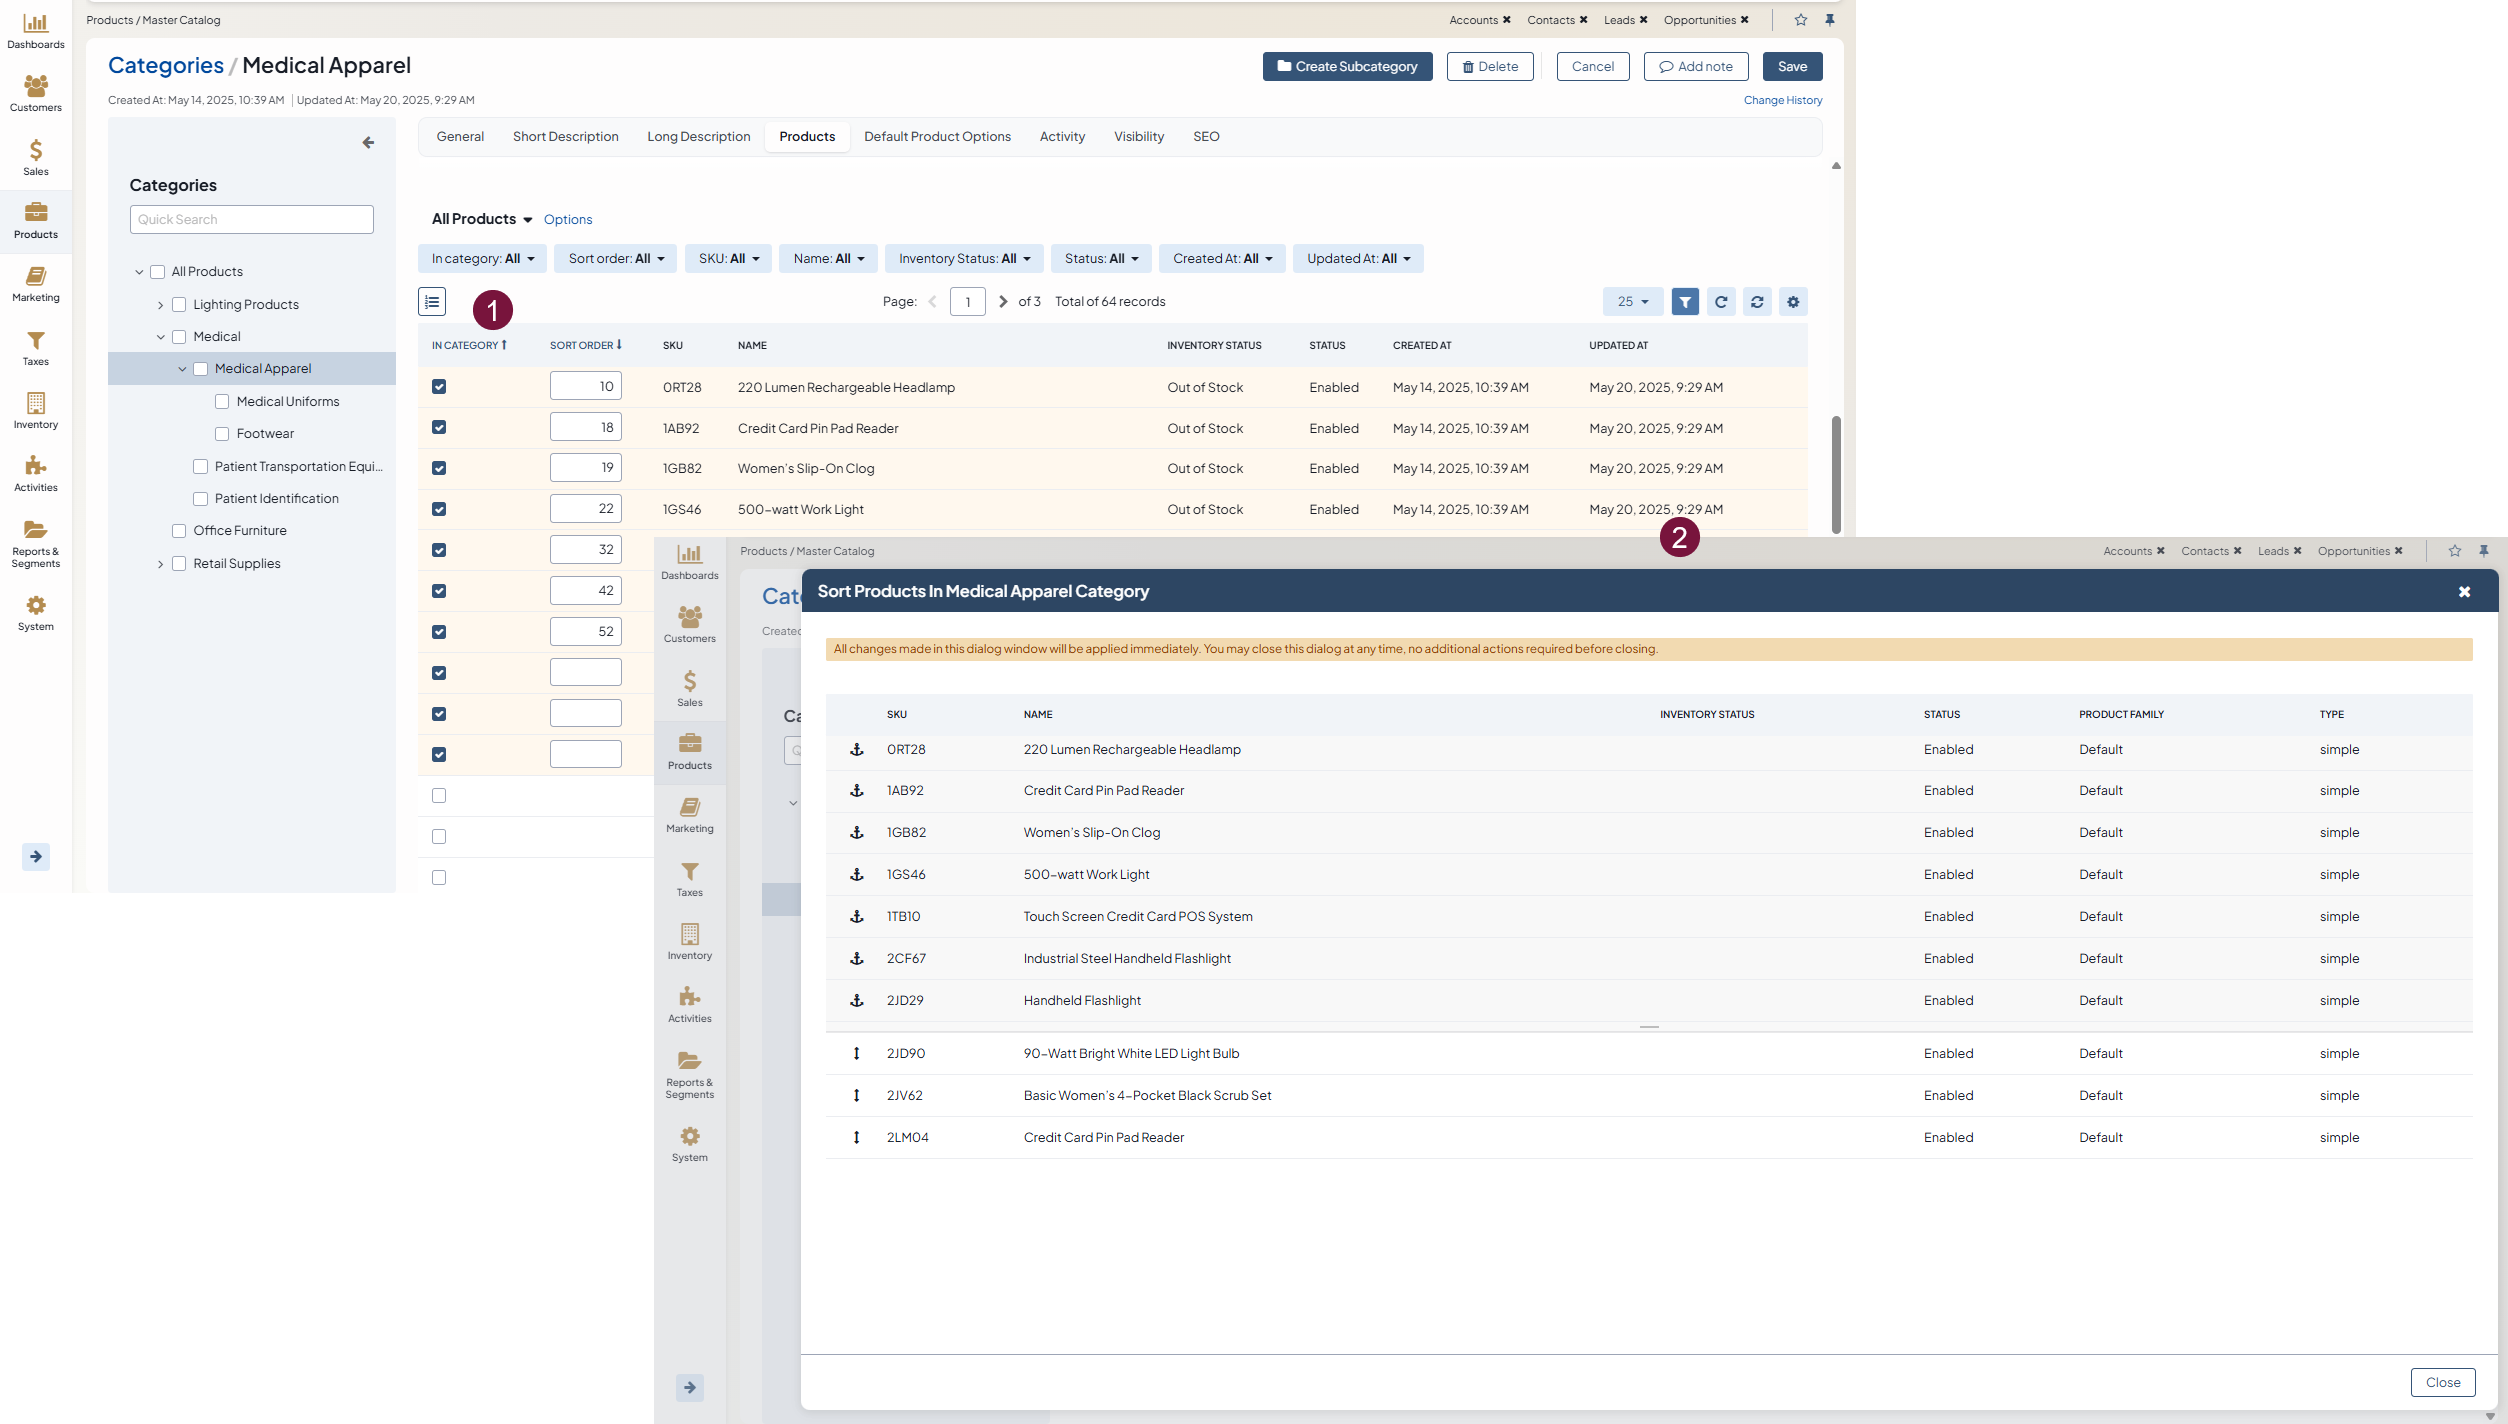 Products / Master Catalog
Accounts ✖ Contacts ✖ Leads ✖ Opportunities ✖
Dashboards
Customers
Sales
Products
Marketing
Taxes
Inventory
Activities
Reports & Segments
System
Categories / Medical Apparel
Create Subcategory Delete Cancel Add note Save
Created At: May 14, 2025, 10:39 AM | Updated At: May 20, 2025, 9:29 AM
Change History
Categories
Quick Search
All Products
Lighting Products
Medical
Medical Apparel
Medical Uniforms
Footwear
Patient Transportation Equi...
Patient Identification
Office Furniture
Retail Supplies
General Short Description Long Description Products Default Product Options Activity Visibility SEO
All Products Options
In category: All Sort order: All SKU: All Name: All Inventory Status: All Status: All Created At: All Updated At: All
1
Page: 1 of 3 Total of 64 records 25
IN CATEGORY SORT ORDER SKU NAME INVENTORY STATUS STATUS CREATED AT UPDATED AT
10 0RT28 220 Lumen Rechargeable Headlamp Out of Stock Enabled May 14, 2025, 10:39 AM May 20, 2025, 9:29 AM
18 1AB92 Credit Card Pin Pad Reader Out of Stock Enabled May 14, 2025, 10:39 AM May 20, 2025, 9:29 AM
19 1GB82 Women's Slip-On Clog Out of Stock Enabled May 14, 2025, 10:39 AM May 20, 2025, 9:29 AM
22 1GS46 500-watt Work Light Out of Stock Enabled May 14, 2025, 10:39 AM May 20, 2025, 9:29 AM
32
42
52
2
Products / Master Catalog
Accounts ✖ Contacts ✖ Leads ✖ Opportunities ✖
Dashboards
Customers
Sales
Products
Marketing
Taxes
Inventory
Activities
Reports & Segments
System
Cat
Created
Ca
Q
Sort Products In Medical Apparel Category
All changes made in this dialog window will be applied immediately. You may close this dialog at any time, no additional actions required before closing.
SKU NAME INVENTORY STATUS STATUS PRODUCT FAMILY TYPE
0RT28 220 Lumen Rechargeable Headlamp Enabled Default simple
1AB92 Credit Card Pin Pad Reader Enabled Default simple
1GB82 Women's Slip-On Clog Enabled Default simple
1GS46 500-watt Work Light Enabled Default simple
1TB10 Touch Screen Credit Card POS System Enabled Default simple
2CF67 Industrial Steel Handheld Flashlight Enabled Default simple
2JD29 Handheld Flashlight Enabled Default simple
2JD90 90-Watt Bright White LED Light Bulb Enabled Default simple
2JV62 Basic Women's 4-Pocket Black Scrub Set Enabled Default simple
2LM04 Credit Card Pin Pad Reader Enabled Default simple
Close